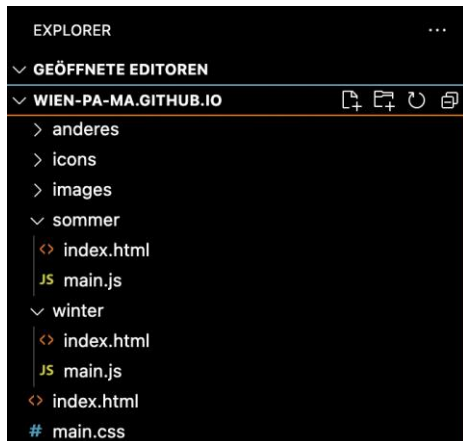 EXPLORER
GEÖFFNETE EDITOREN
WIEN-PA-MA.GITHUB.IO
anderes
icons
images
sommer
<> index.html
JS main.js
winter
<> index.html
JS main.js
<> index.html
# main.css